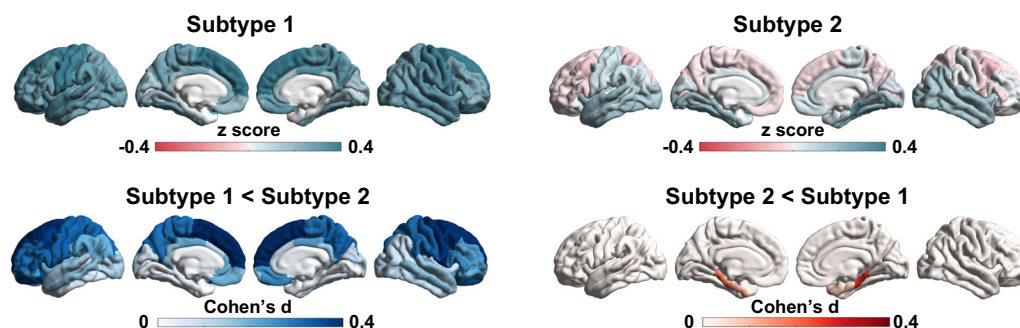 Subtype 1
Subtype 2
z score
-0.4 0.4
z score
-0.4 0.4
Subtype 1 < Subtype 2
Subtype 2 < Subtype 1
Cohen's d
0 0.4
Cohen's d
0 0.4